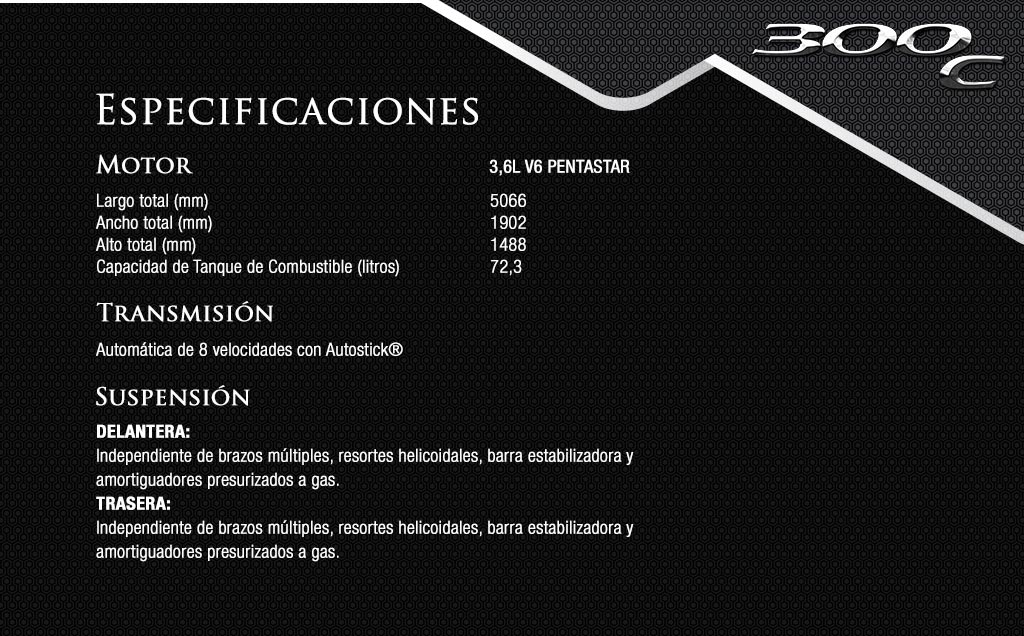 300
C
ESPECIFICACIONES
MOTOR 3,6L V6 PENTASTAR
Largo total (mm) 5066
Ancho total (mm) 1902
Alto total (mm) 1488
Capacidad de Tanque de Combustible (litros) 72,3
TRANSMISIÓN
Automática de 8 velocidades con Autostick®
SUSPENSIÓN
DELANTERA:
Independiente de brazos múltiples, resortes helicoidales, barra estabilizadora y
amortiguadores presurizados a gas.
TRASERA:
Independiente de brazos múltiples, resortes helicoidales, barra estabilizadora y
amortiguadores presurizados a gas.